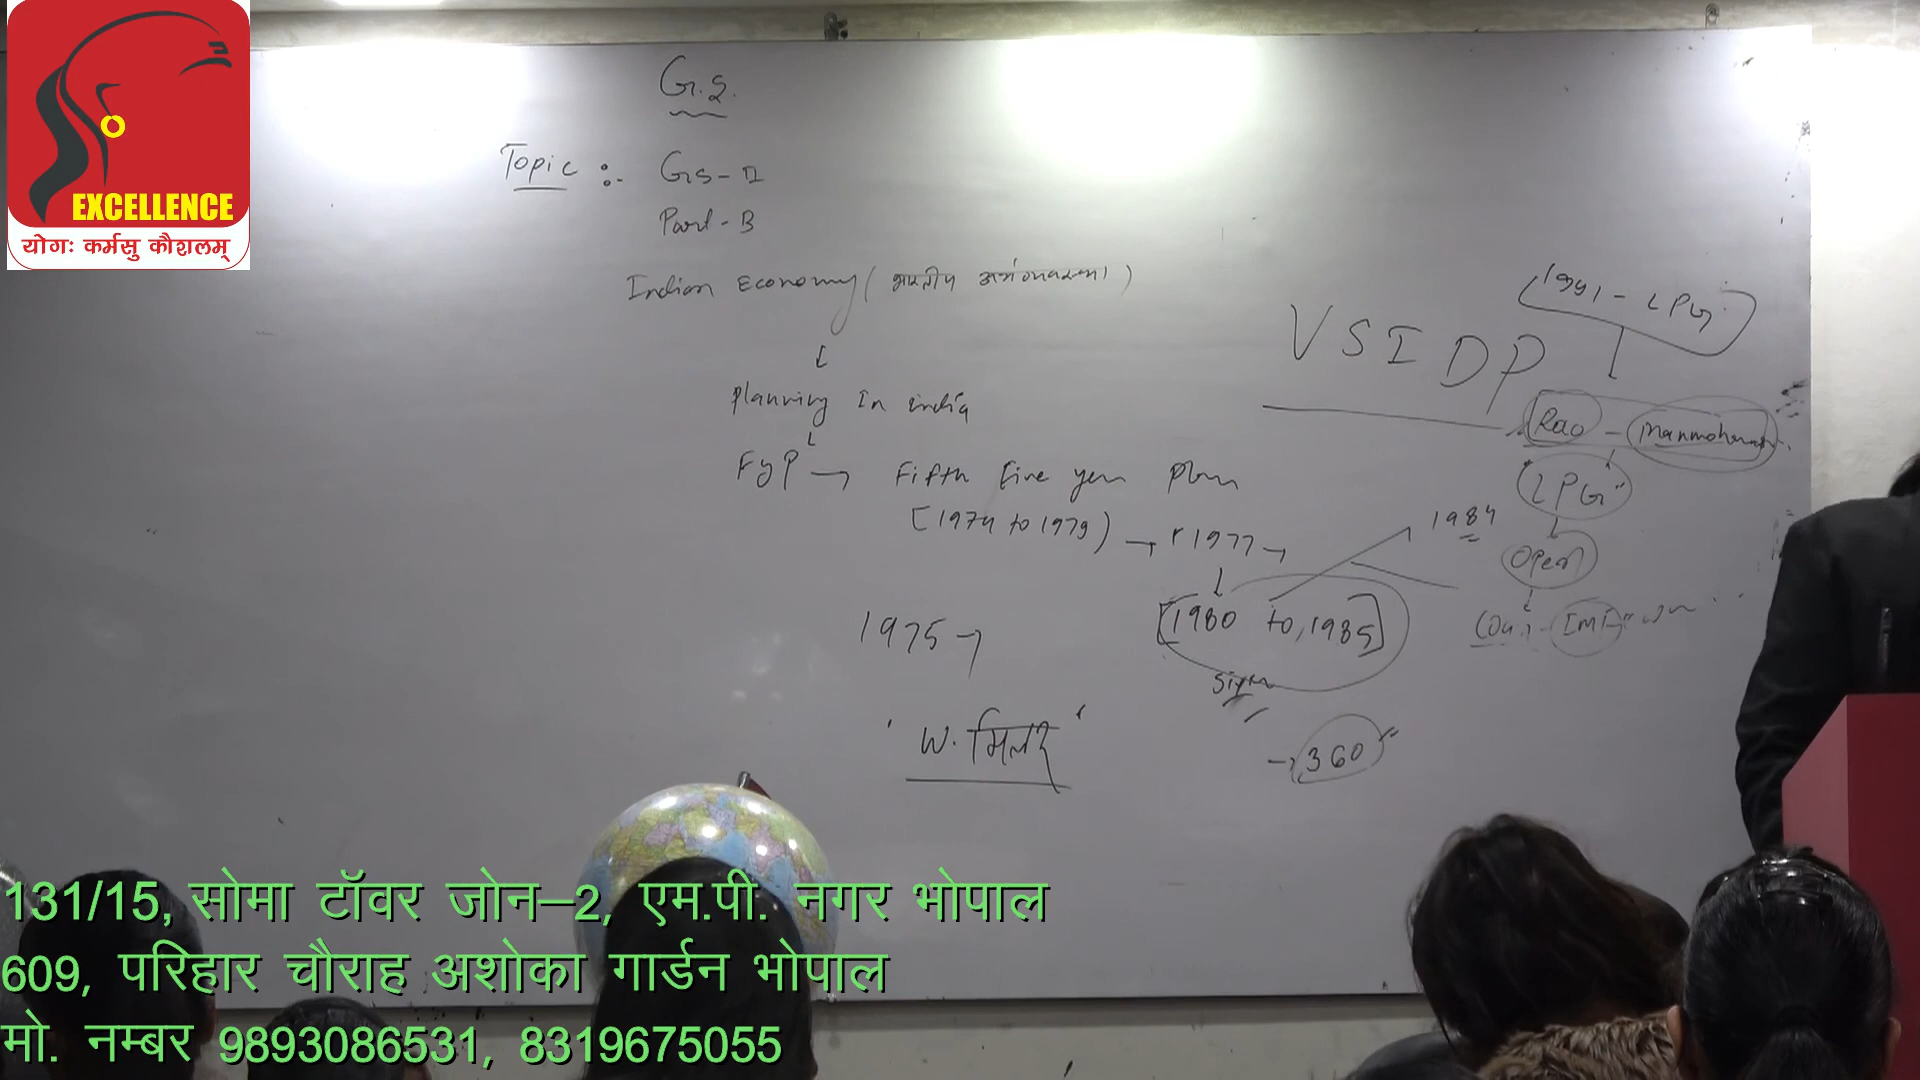 EXCELLENCE
योगः कर्मसु कौशलम्
G.S.
Topic :- GS-II
Part-B
Indian Economy (भारतीय अर्थव्यवस्था)
Planning In india
FYP → Fifth Five year Plan
[1974 to 1979) → 1977 →
1975 →
[1980 to, 1985]
1984
W. मिलर
→ 360"
VSIDP
1991 - LPG
Rao - Manmohan
"LPG"
Open
131/15, सोमा टॉवर जोन–2, एम.पी. नगर भोपाल
609, परिहार चौराह अशोका गार्डन भोपाल
मो. नम्बर 9893086531, 8319675055